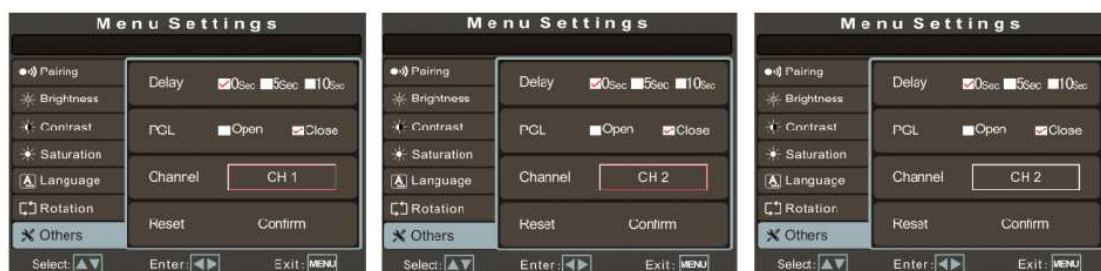 Menu Settings
Pairing
Brightness
Contrast
Saturation
Language
Rotation
Others
Delay 0Sec 5Sec 10Sec
PGL Open Close
Channel CH 1
Reset Confirm
Select: Enter: Exit: MENU
Menu Settings
Pairing
Brightness
Contrast
Saturation
Language
Rotation
Others
Delay 0Sec 5Sec 10Sec
PGL Open Close
Channel CH 2
Reset Confirm
Select: Enter: Exit: MENU
Menu Settings
Pairing
Brightness
Contrast
Saturation
Language
Rotation
Others
Delay 0Sec 5Sec 10Sec
PGL Open Close
Channel CH 2
Reset Confirm
Select: Enter: Exit: MENU